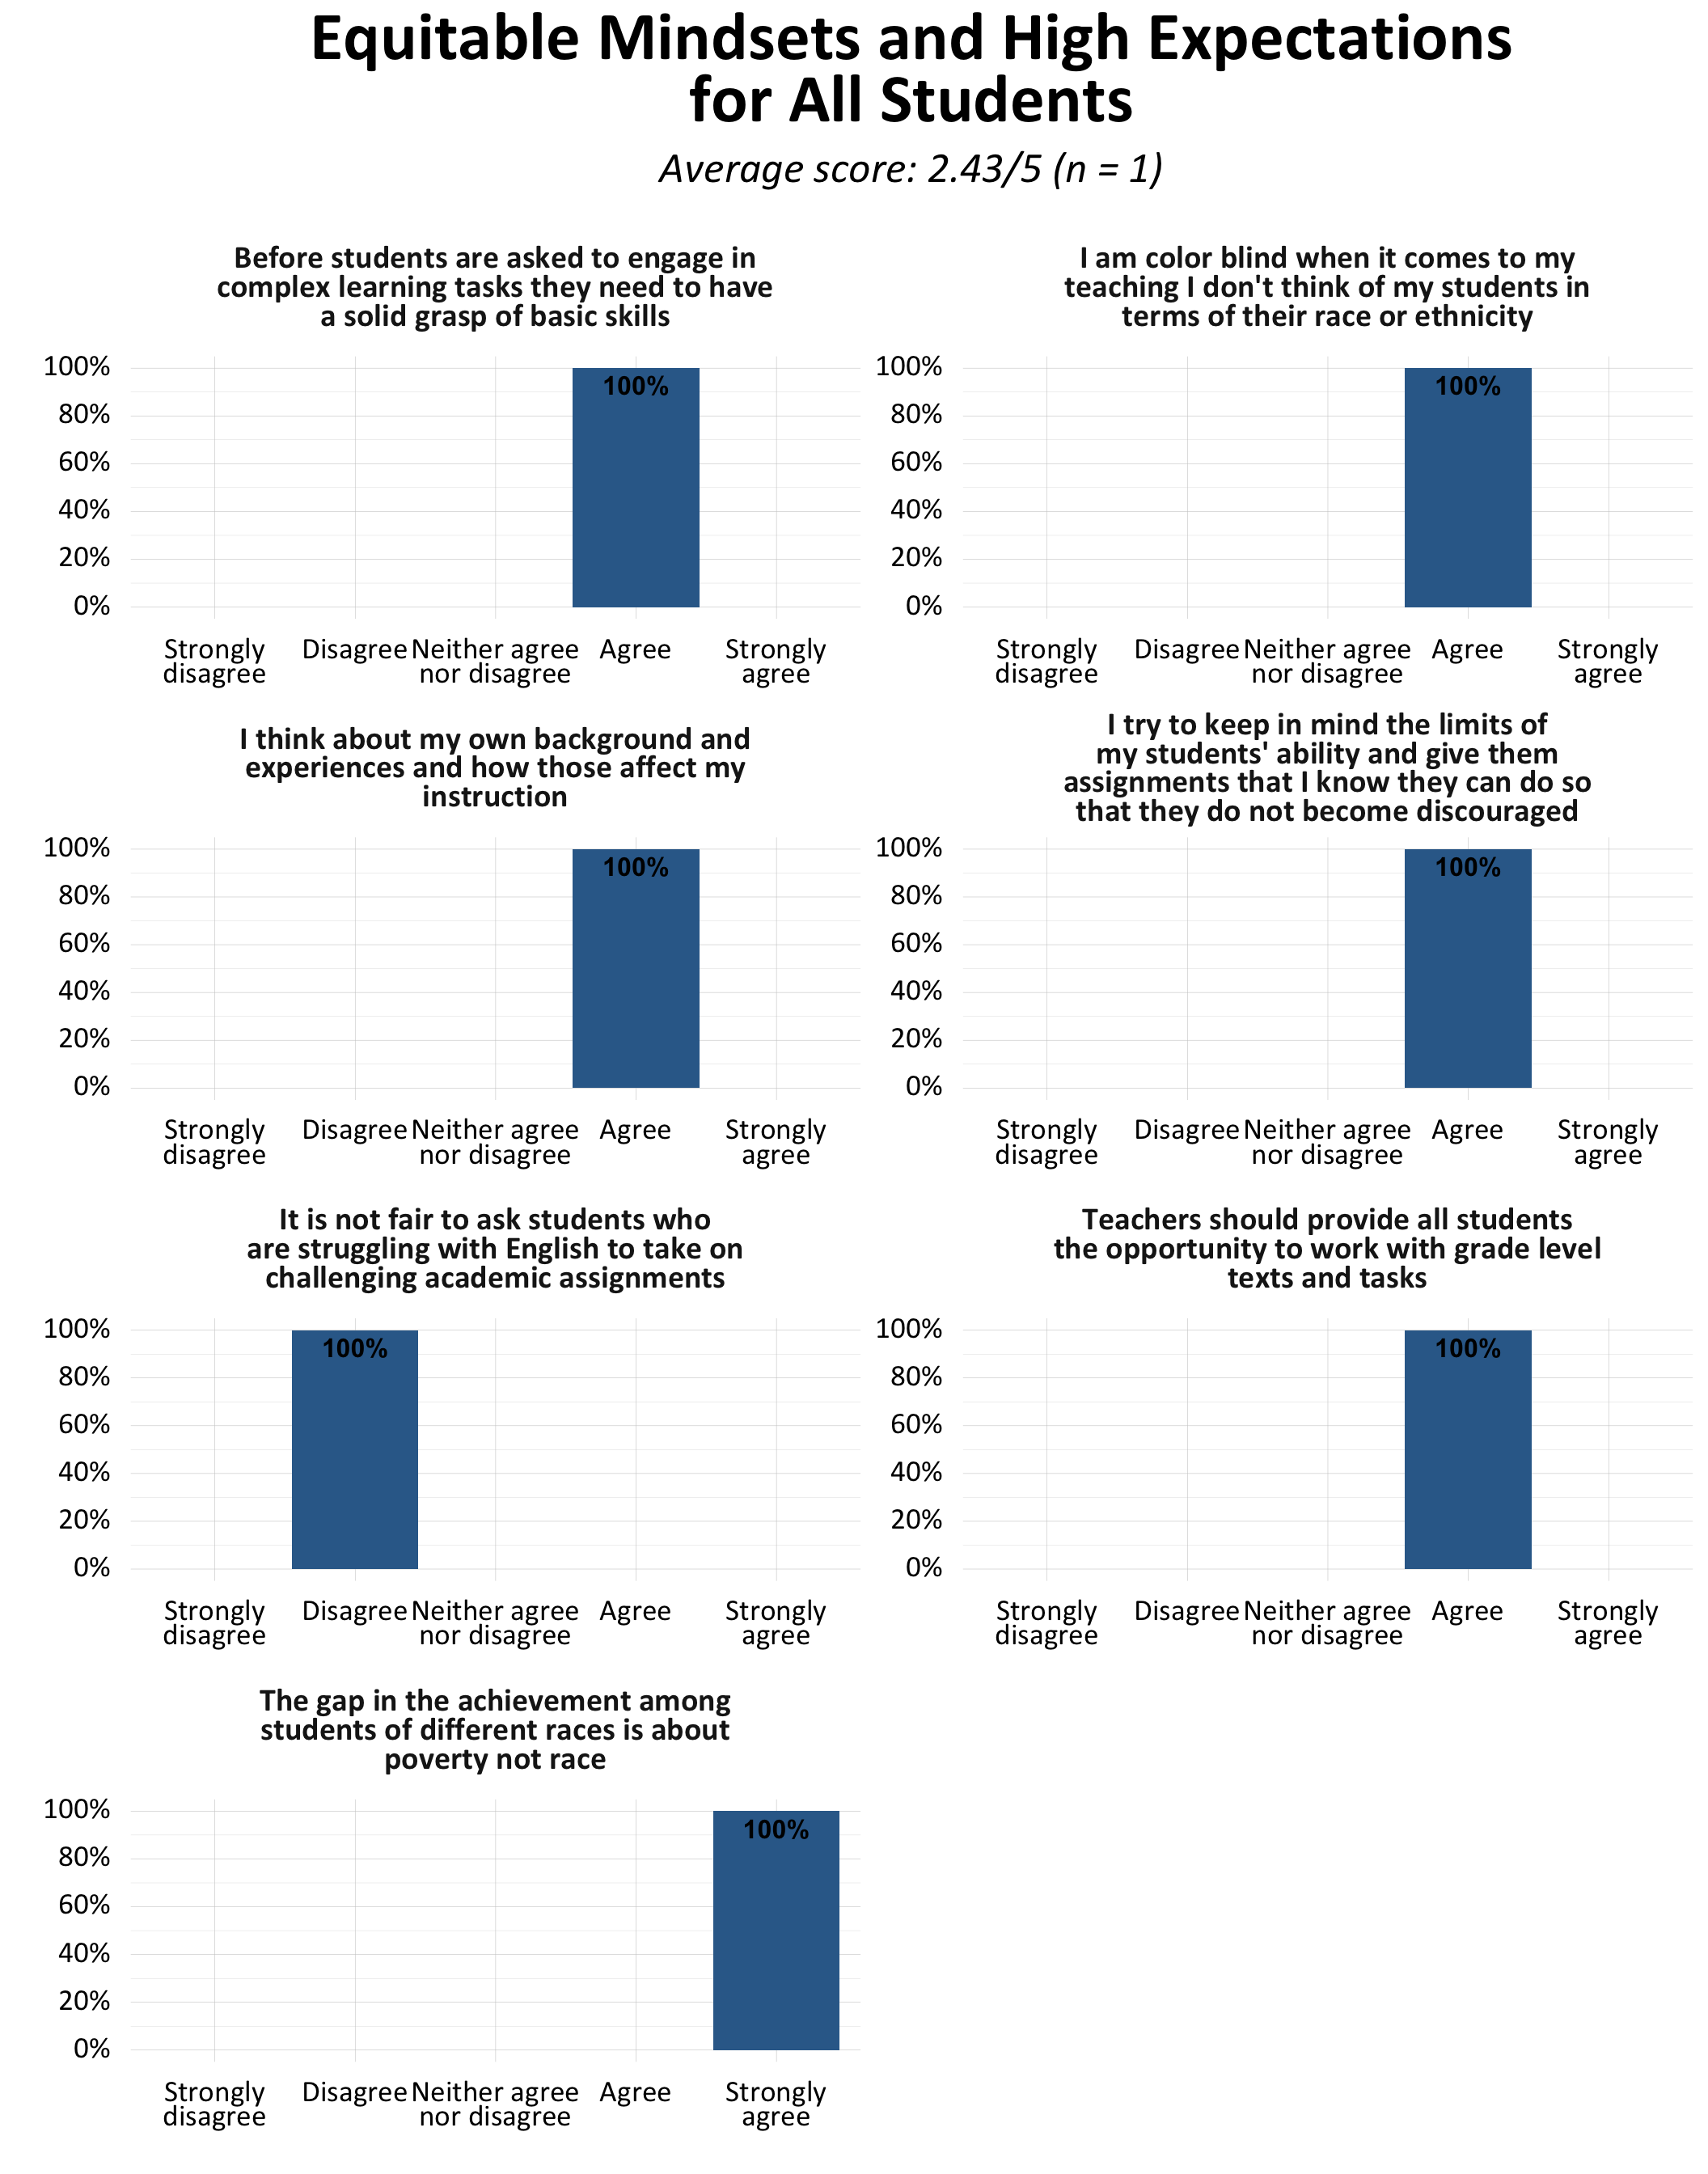 Equitable Mindsets and High Expectations
for All Students
Average score: 2.43/5 (n = 1)
Before students are asked to engage in
complex learning tasks they need to have
a solid grasp of basic skills
100%
80%
60%
40%
20%
0%
100%
Strongly
disagree
Disagree
Neither agree
nor disagree
Agree
Strongly
agree
I am color blind when it comes to my
teaching I don't think of my students in
terms of their race or ethnicity
100%
80%
60%
40%
20%
0%
100%
Strongly
disagree
Disagree
Neither agree
nor disagree
Agree
Strongly
agree
I think about my own background and
experiences and how those affect my
instruction
100%
80%
60%
40%
20%
0%
100%
Strongly
disagree
Disagree
Neither agree
nor disagree
Agree
Strongly
agree
I try to keep in mind the limits of
my students' ability and give them
assignments that I know they can do so
that they do not become discouraged
100%
80%
60%
40%
20%
0%
100%
Strongly
disagree
Disagree
Neither agree
nor disagree
Agree
Strongly
agree
It is not fair to ask students who
are struggling with English to take on
challenging academic assignments
100%
80%
60%
40%
20%
0%
100%
Strongly
disagree
Disagree
Neither agree
nor disagree
Agree
Strongly
agree
Teachers should provide all students
the opportunity to work with grade level
texts and tasks
100%
80%
60%
40%
20%
0%
100%
Strongly
disagree
Disagree
Neither agree
nor disagree
Agree
Strongly
agree
The gap in the achievement among
students of different races is about
poverty not race
100%
80%
60%
40%
20%
0%
100%
Strongly
disagree
Disagree
Neither agree
nor disagree
Agree
Strongly
agree